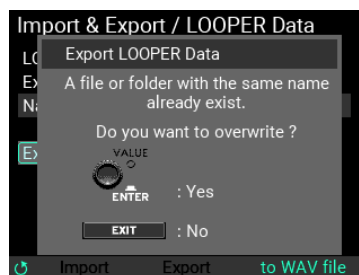 Import & Export / LOOPER Data
Export LOOPER Data
A file or folder with the same name
already exist.
Do you want to overwrite ?
VALUE
ENTER : Yes
EXIT : No
Import Export to WAV file